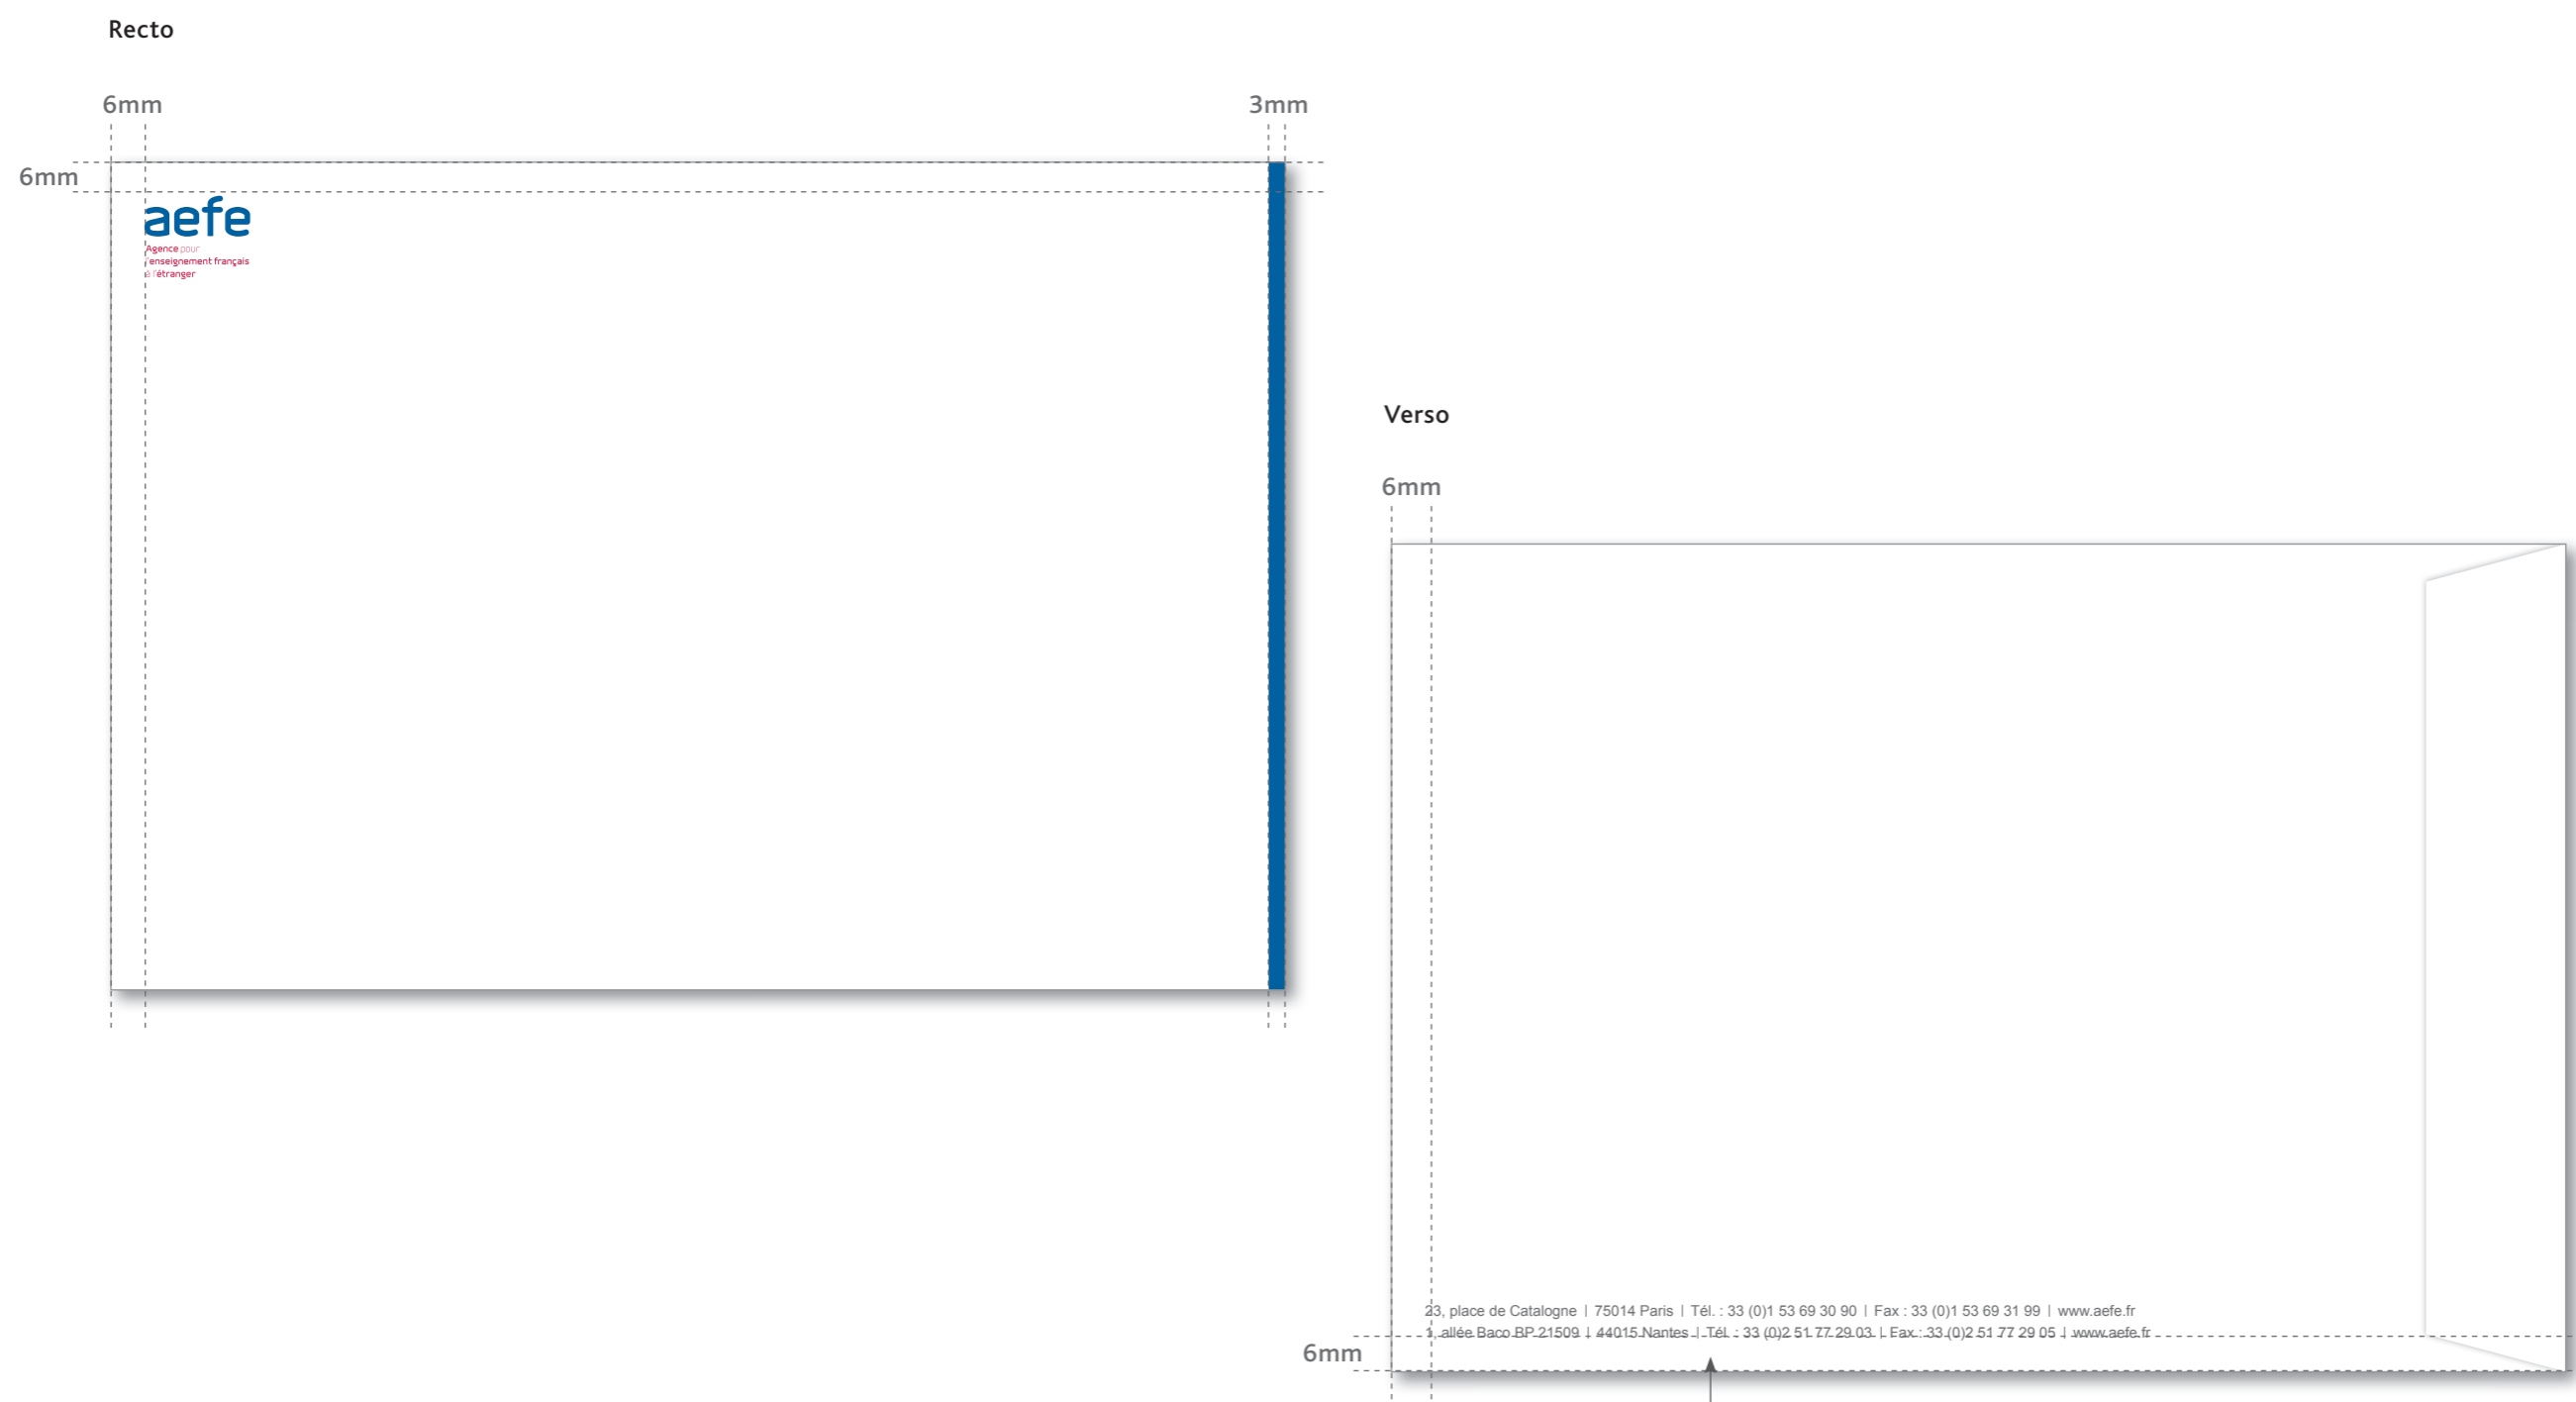 Recto
6mm
3mm
6mm
aefe
Agence pour
l'enseignement français
à l'étranger
Verso
6mm
23, place de Catalogne | 75014 Paris | Tél. : 33 (0)1 53 69 30 90 | Fax : 33 (0)1 53 69 31 99 | www.aefe.fr
1, allée Baco BP 21509 | 44015 Nantes | Tél. : 33 (0)2 51 77 29 03 | Fax : 33 (0)2 51 77 29 05 | www.aefe.fr
6mm